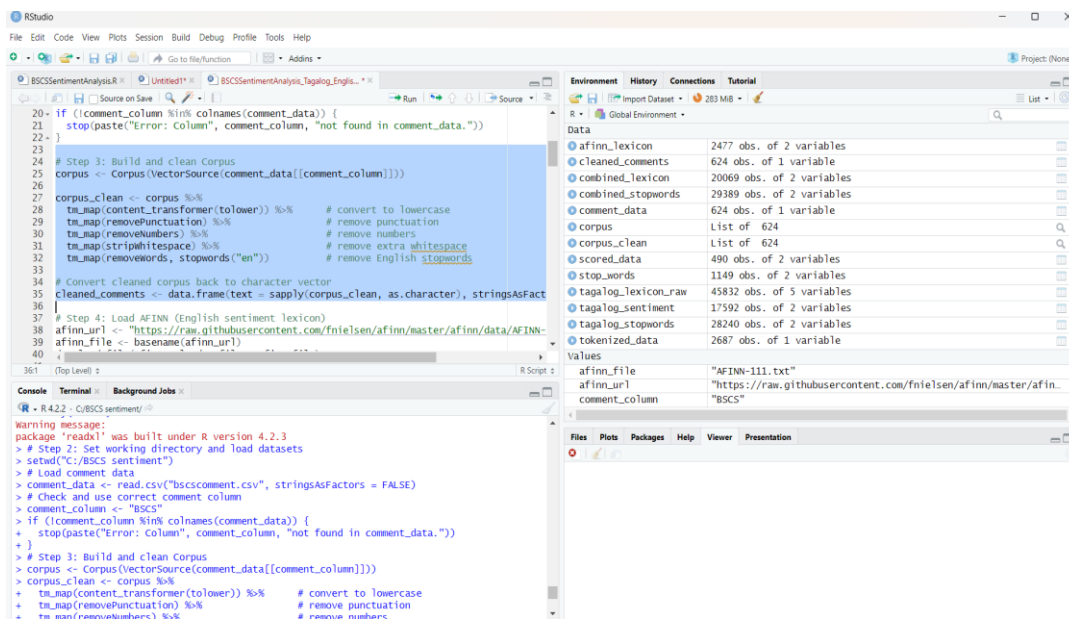 RStudio
File Edit Code View Plots Session Build Debug Profile Tools Help
Go to file/function
Addins
Project: (None
BSCSSentimentAnalysis.R
Untitled1*
BSCSSentimentAnalysis_Tagalog_Englis...*
Source on Save
Run
Source
20 if (!comment_column %in% colnames(comment_data)) {
21 stop(paste("Error: Column", comment_column, "not found in comment_data."))
22 }
23
24 # Step 3: Build and clean Corpus
25 corpus <- Corpus(VectorSource(comment_data[[comment_column]]))
26
27 corpus_clean <- corpus %>%
28 tm_map(content_transformer(tolower)) %>% # convert to lowercase
29 tm_map(removePunctuation) %>% # remove punctuation
30 tm_map(removeNumbers) %>% # remove numbers
31 tm_map(stripWhitespace) %>% # remove extra whitespace
32 tm_map(removeWords, stopwords("en")) # remove English stopwords
33
34 # Convert cleaned corpus back to character vector
35 cleaned_comments <- data.frame(text = sapply(corpus_clean, as.character), stringsAsFact
36
37 # Step 4: Load AFINN (English sentiment lexicon)
38 afinn_url <- "https://raw.githubusercontent.com/fnielsen/afinn/master/afinn/data/AFINN-
39 afinn_file <- basename(afinn_url)
40
36:1 (Top Level)
R Script
Console Terminal Background Jobs
R 4.2.2 · C:/BSCS sentiment/
Warning message:
package 'readxl' was built under R version 4.2.3
> # Step 2: Set working directory and load datasets
> setwd("C:/BSCS sentiment")
> # Load comment data
> comment_data <- read.csv("bscscomment.csv", stringsAsFactors = FALSE)
> # Check and use correct comment column
> comment_column <- "BSCS"
> if (!comment_column %in% colnames(comment_data)) {
+ stop(paste("Error: Column", comment_column, "not found in comment_data."))
+ }
> # Step 3: Build and clean Corpus
> corpus <- Corpus(VectorSource(comment_data[[comment_column]]))
> corpus_clean <- corpus %>%
+ tm_map(content_transformer(tolower)) %>% # convert to lowercase
+ tm_map(removePunctuation) %>% # remove punctuation
+ tm_map(removeNumbers) %>% # remove numbers
Environment History Connections Tutorial
Import Dataset 283 MiB
List
R Global Environment
Data
afinn_lexicon 2477 obs. of 2 variables
cleaned_comments 624 obs. of 1 variable
combined_lexicon 20069 obs. of 2 variables
combined_stopwords 29389 obs. of 2 variables
comment_data 624 obs. of 1 variable
corpus List of 624
corpus_clean List of 624
scored_data 490 obs. of 2 variables
stop_words 1149 obs. of 2 variables
tagalog_lexicon_raw 45832 obs. of 5 variables
tagalog_sentiment 17592 obs. of 2 variables
tagalog_stopwords 28240 obs. of 2 variables
tokenized_data 2687 obs. of 1 variable
Values
afinn_file "AFINN-111.txt"
afinn_url "https://raw.githubusercontent.com/fnielsen/afinn/master/afin…
comment_column "BSCS"
Files Plots Packages Help Viewer Presentation